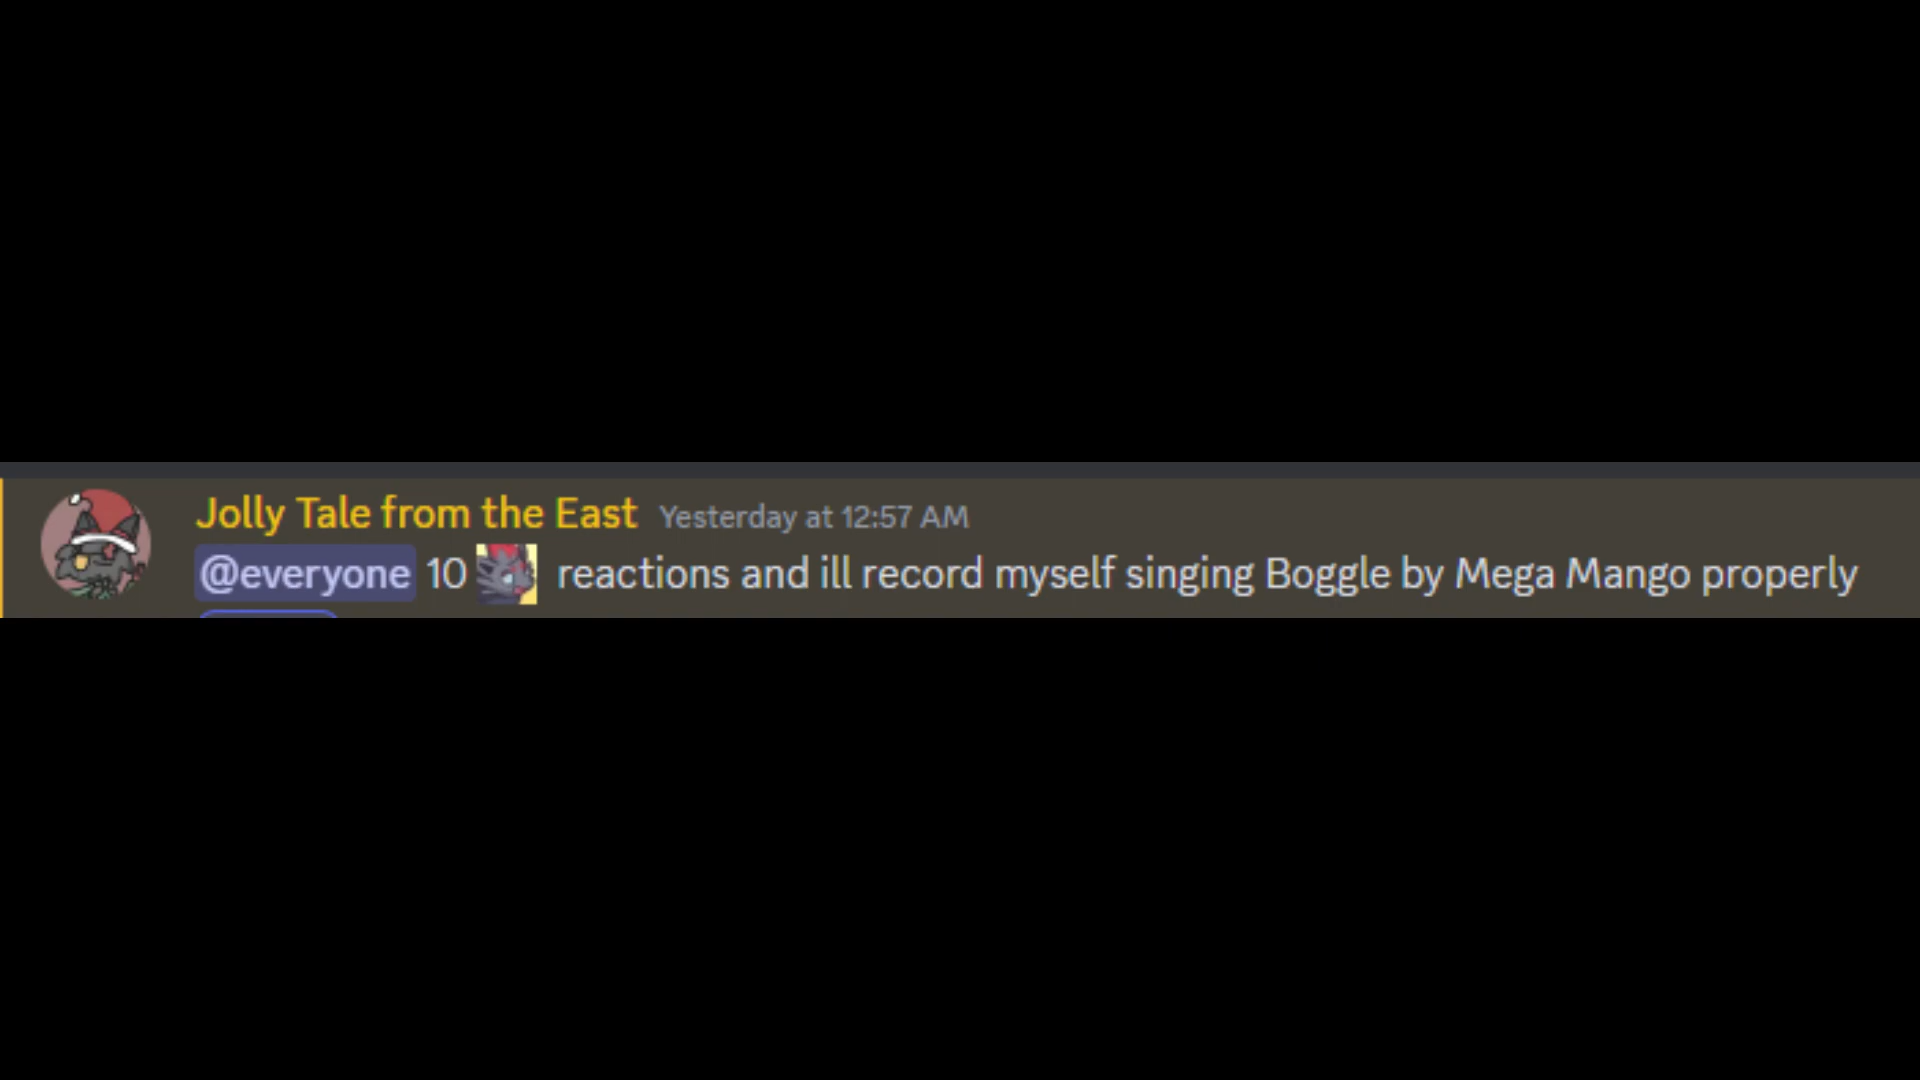 Jolly Tale from the East Yesterday at 12:57 AM
@everyone 10 reactions and ill record myself singing Boggle by Mega Mango properly